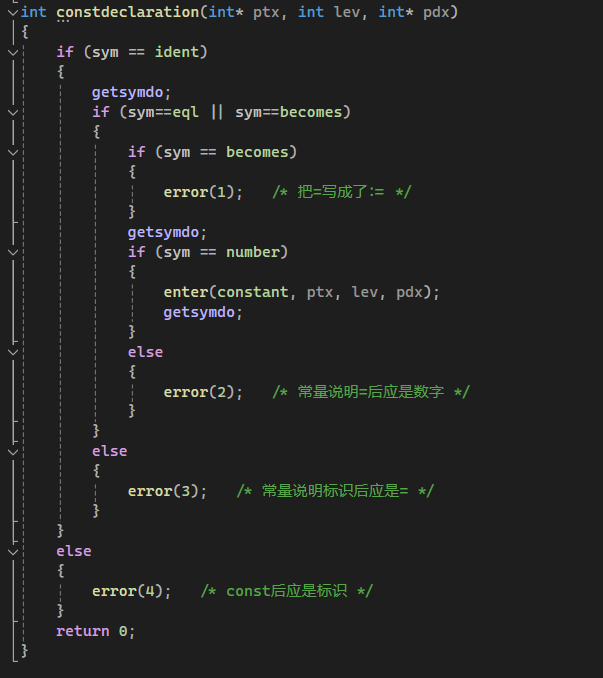 int constdeclaration(int* ptx, int lev, int* pdx)
{
    if (sym == ident)
    {
        getsymdo;
        if (sym==eql || sym==becomes)
        {
            if (sym == becomes)
            {
                error(1);   /* 把=写成了:= */
            }
            getsymdo;
            if (sym == number)
            {
                enter(constant, ptx, lev, pdx);
                getsymdo;
            }
            else
            {
                error(2);   /* 常量说明=后应是数字 */
            }
        }
        else
        {
            error(3);   /* 常量说明标识后应是= */
        }
    }
    else
    {
        error(4);   /* const后应是标识 */
    }
    return 0;
}